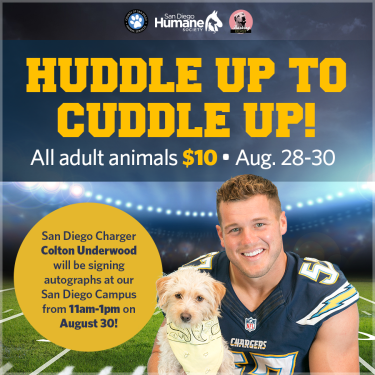 San Diego
Humane
SOCIETY
HUDDLE UP TO
CUDDLE UP!
All adult animals $10 • Aug. 28-30
San Diego Charger
Colton Underwood
will be signing
autographs at our
San Diego Campus
from 11am-1pm on
August 30!
CHARGERS